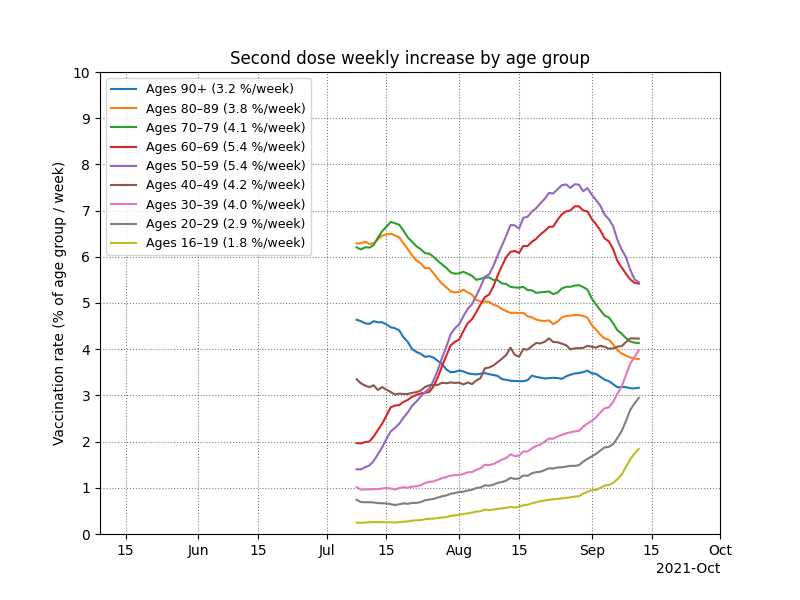 Second dose weekly increase by age group
Vaccination rate (% of age group / week)
10
9
8
7
6
5
4
3
2
1
0
Ages 90+ (3.2 %/week)
Ages 80–89 (3.8 %/week)
Ages 70–79 (4.1 %/week)
Ages 60–69 (5.4 %/week)
Ages 50–59 (5.4 %/week)
Ages 40–49 (4.2 %/week)
Ages 30–39 (4.0 %/week)
Ages 20–29 (2.9 %/week)
Ages 16–19 (1.8 %/week)
15 Jun 15 Jul 15 Aug 15 Sep 15 Oct
2021-Oct